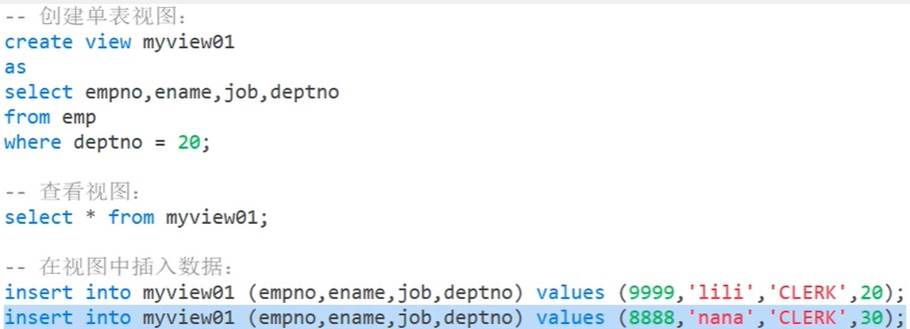 -- 创建单表视图：
create view myview01
as
select empno,ename,job,deptno
from emp
where deptno = 20;
-- 查看视图：
select * from myview01;
-- 在视图中插入数据：
insert into myview01 (empno,ename,job,deptno) values (9999,'lili','CLERK',20);
insert into myview01 (empno,ename,job,deptno) values (8888,'nana','CLERK',30);